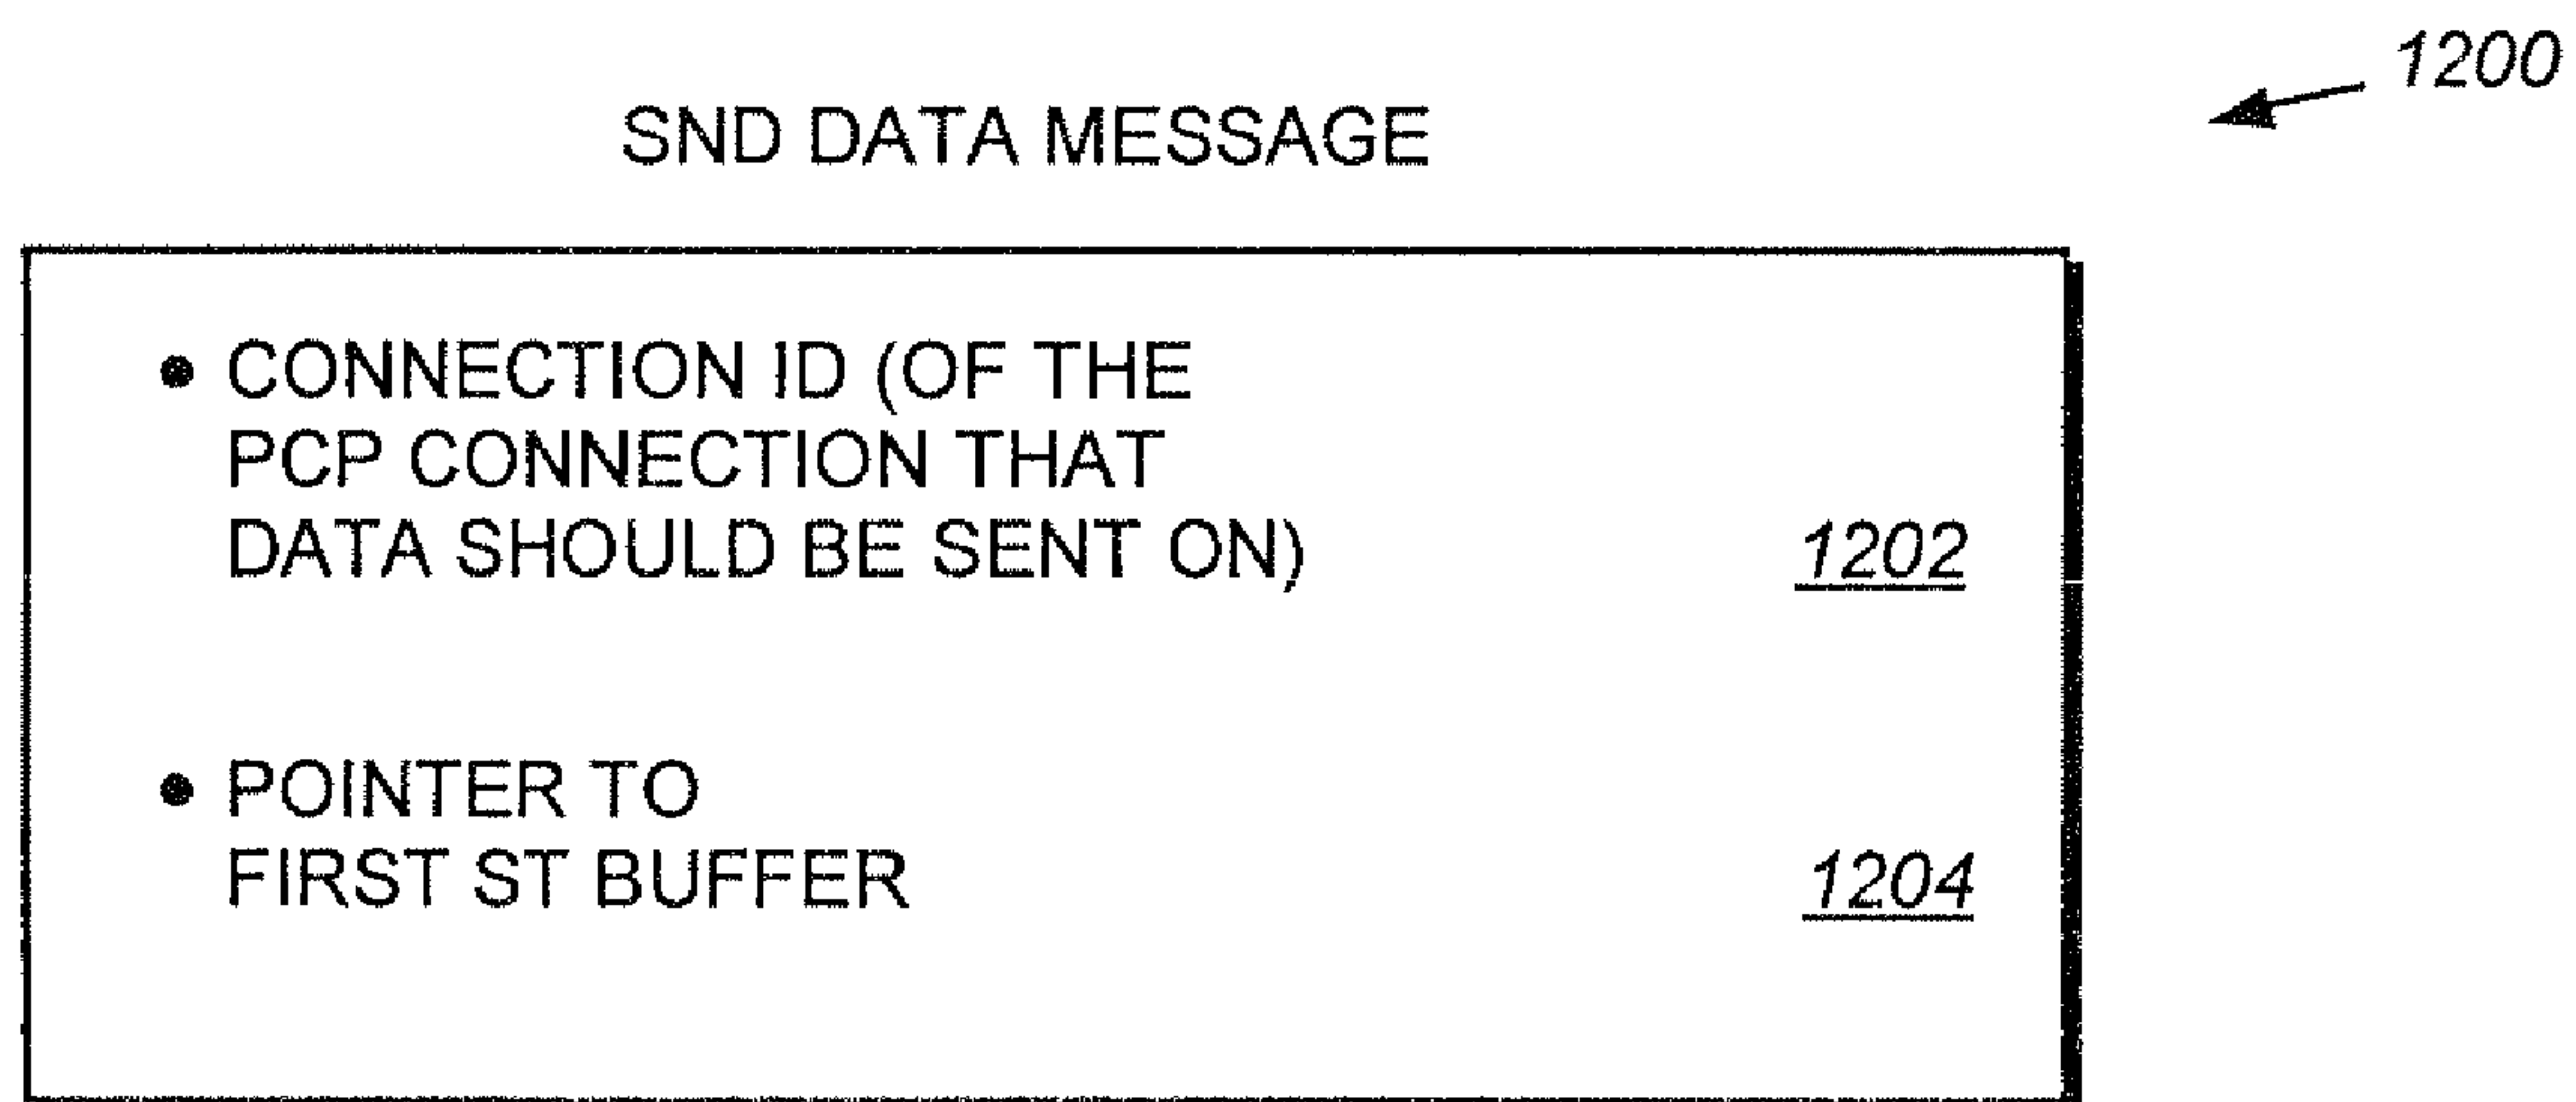 1200
SND DATA MESSAGE
• CONNECTION ID (OF THE
PCP CONNECTION THAT
DATA SHOULD BE SENT ON) 1202
• POINTER TO
FIRST ST BUFFER 1204